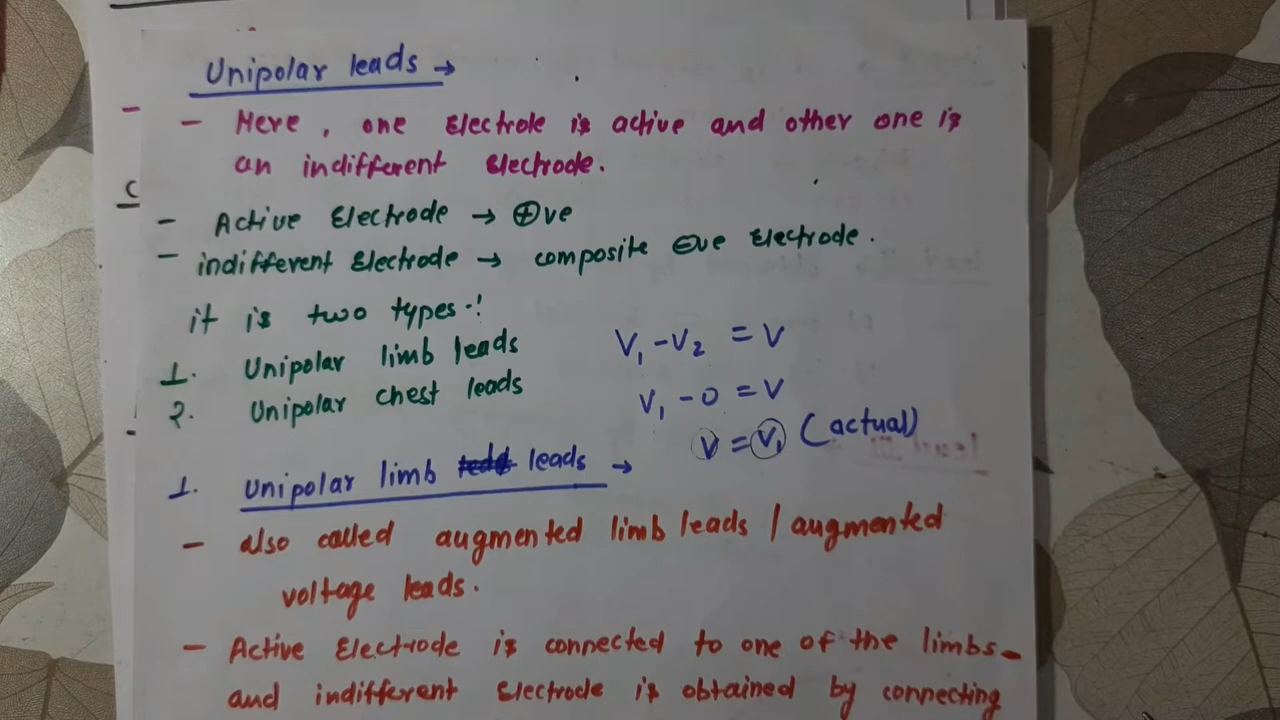 Unipolar leads →
- Here, one Electrode is active and other one is
an indifferent Electrode.
- Active Electrode → ⊕ve
- indifferent Electrode → composite ⊖ve Electrode.
it is two types -:
1. Unipolar limb leads
2. Unipolar chest leads
V₁ - V₂ = V
V₁ - 0 = V
V = V₁ (actual)
1. Unipolar limb leads →
- also called augmented limb leads / augmented
voltage leads.
- Active Electrode is connected to one of the limbs
and indifferent Electrode is obtained by connecting